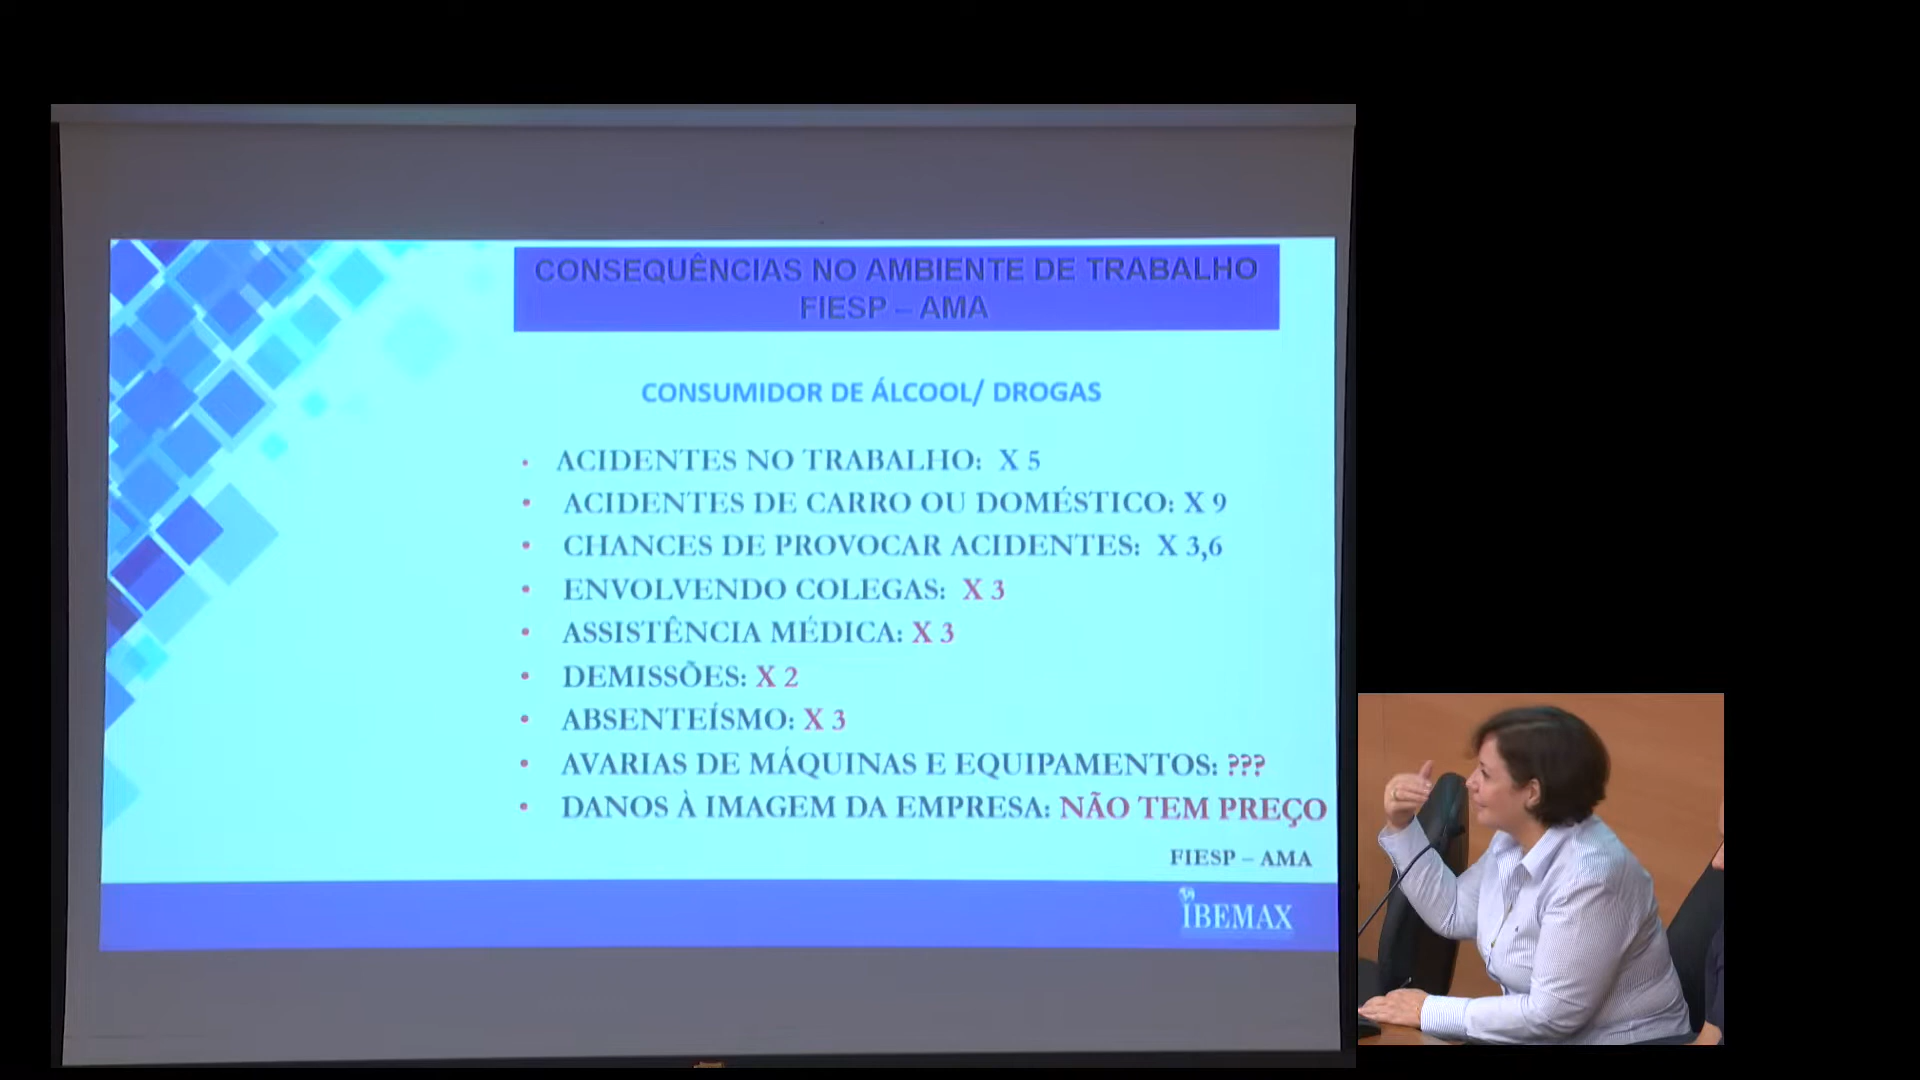 CONSEQUÊNCIAS NO AMBIENTE DE TRABALHO
FIESP – AMA
CONSUMIDOR DE ÁLCOOL/ DROGAS
• ACIDENTES NO TRABALHO: X 5
• ACIDENTES DE CARRO OU DOMÉSTICO: X 9
• CHANCES DE PROVOCAR ACIDENTES: X 3,6
• ENVOLVENDO COLEGAS: X 3
• ASSISTÊNCIA MÉDICA: X 3
• DEMISSÕES: X 2
• ABSENTEÍSMO: X 3
• AVARIAS DE MÁQUINAS E EQUIPAMENTOS: ???
• DANOS À IMAGEM DA EMPRESA: NÃO TEM PREÇO
FIESP – AMA
IBEMAX